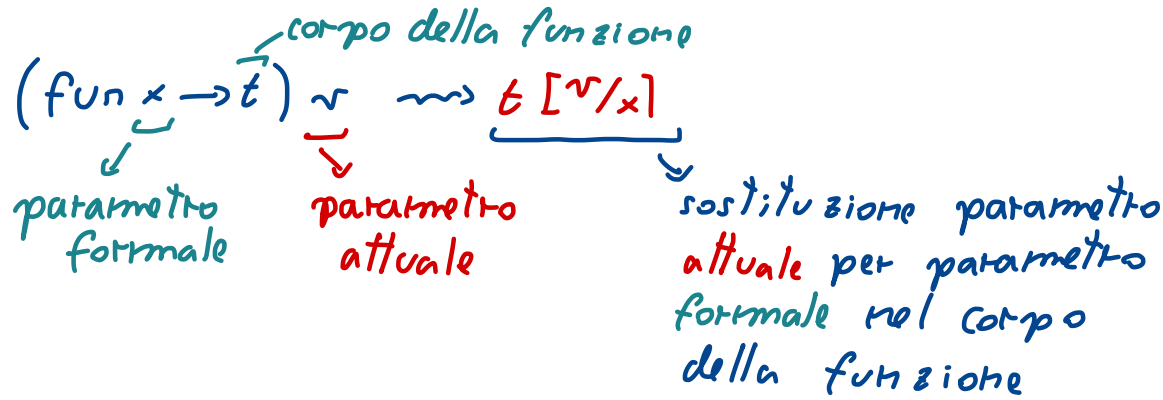 corpo della funzione
(fun x → t) v ⇝ t [v/x]
parametro formale
parametro attuale
sostituzione parametro
attuale per parametro
formale nel corpo
della funzione